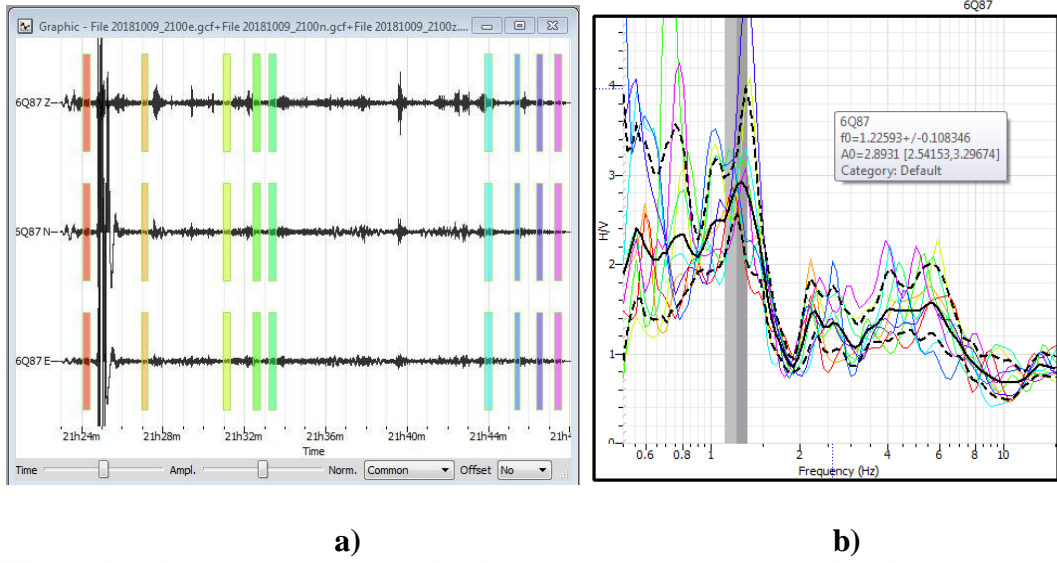 Graphic - File 20181009_2100e.gcf+File 20181009_2100n.gcf+File 20181009_2100z....
6Q87 Z
5Q87 N
6Q87 E
21h24m 21h28m 21h32m 21h36m 21h40m 21h44m 21h4
Time
Time Ampl. Norm. Common Offset No
6Q87
4
3
2
1
0
H/V
6Q87
f0=1.22593+/-0.108346
A0=2.8931 [2.54153,3.29674]
Category: Default
0.6 0.8 1 2 4 6 8 10
Frequency (Hz)
a) b)